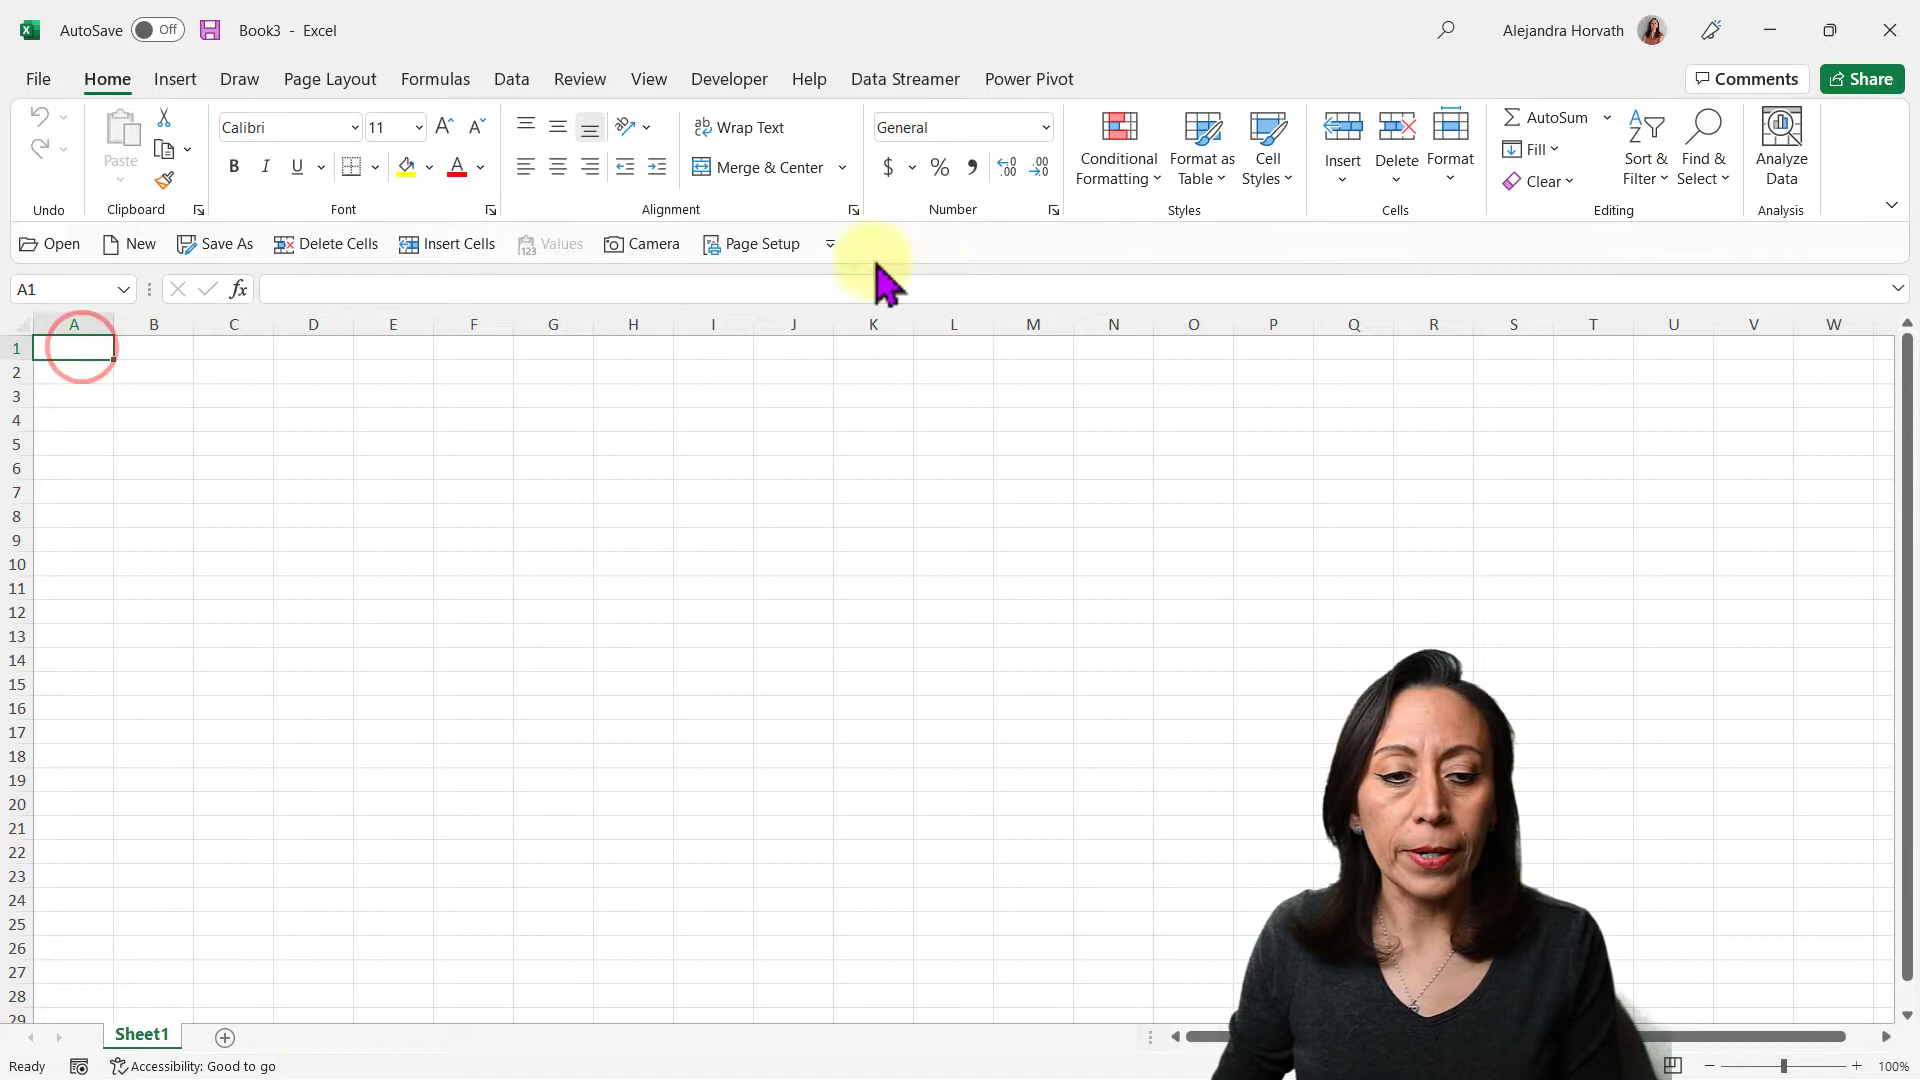 AutoSave Off Book3 - Excel Alejandra Horvath
File Home Insert Draw Page Layout Formulas Data Review View Developer Help Data Streamer Power Pivot Comments Share
Paste
Calibri 11
B I U A
ab Wrap Text
Merge & Center
General
$ % 9
Conditional Formatting
Format as Table
Cell Styles
Insert
Delete
Format
AutoSum
Fill
Clear
Sort & Filter
Find & Select
Analyze Data
Undo Clipboard Font Alignment Number Styles Cells Editing Analysis
Open New Save As Delete Cells Insert Cells 123 Values Camera Page Setup
A1 fx
A B C D E F G H I J K L M N O P Q R S T U V W
1
2
3
4
5
6
7
8
9
10
11
12
13
14
15
16
17
18
19
20
21
22
23
24
25
26
27
28
29
Sheet1
Ready Accessibility: Good to go 100%